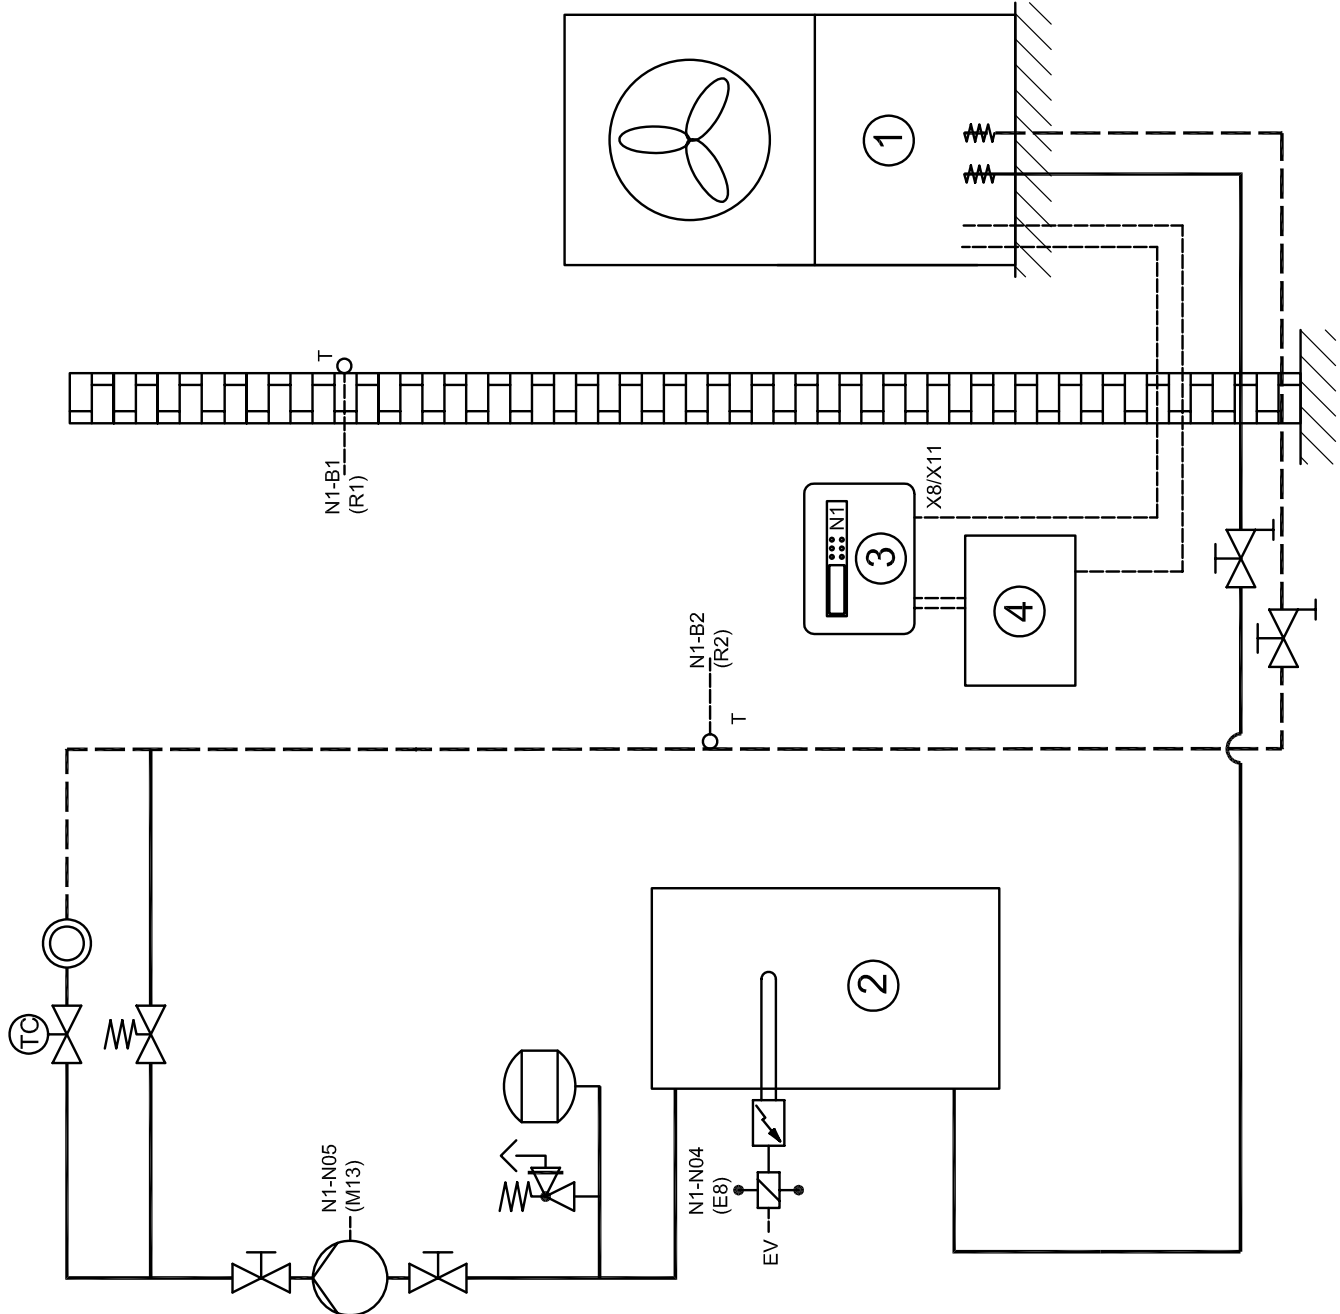 1
T
N1-B1
(R1)
X8/X11
N1
3
4
N1-B2
(R2)
T
TC
2
N1-N05
(M13)
N1-N04
(E8)
EV